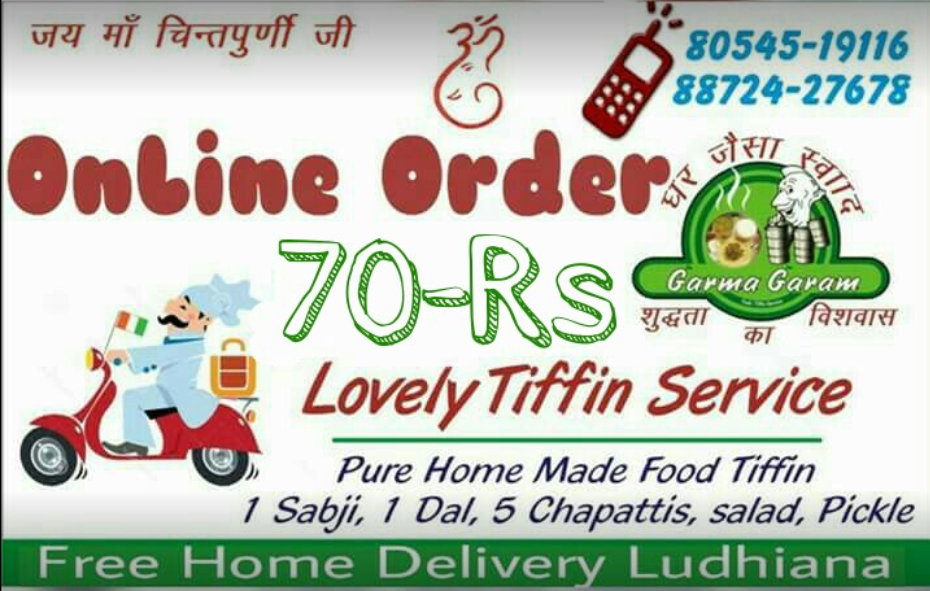 जय माँ चिन्तपुर्णी जी
80545-19116
88724-27678
OnLine Order
घर जैसा स्वााद
70-Rs
Garma Garam
शुद्धता का विशवास
Lovely Tiffin Service
Pure Home Made Food Tiffin
1 Sabji, 1 Dal, 5 Chapattis, salad, Pickle
Free Home Delivery Ludhiana